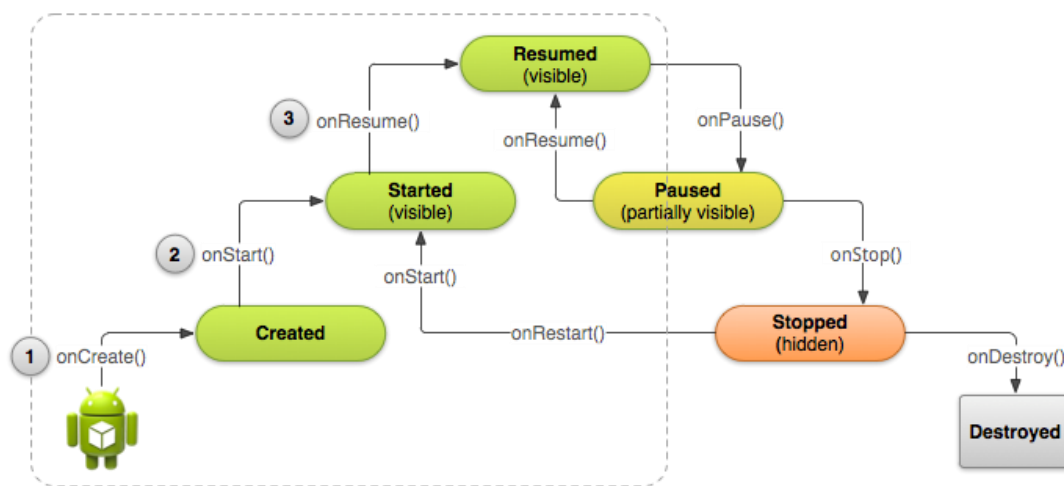 Resumed
(visible)
3
onResume()
onResume()
onPause()
Started
(visible)
Paused
(partially visible)
2
onStart()
onStart()
onStop()
Created
onRestart()
Stopped
(hidden)
1
onCreate()
onDestroy()
Destroyed